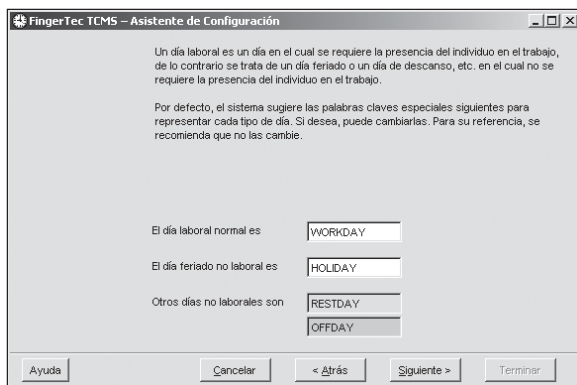 FingerTec TCMS – Asistente de Configuración
Un día laboral es un día en el cual se requiere la presencia del individuo en el trabajo,
de lo contrario se trata de un día feriado o un día de descanso, etc. en el cual no se
requiere la presencia del individuo en el trabajo.
Por defecto, el sistema sugiere las palabras claves especiales siguientes para
representar cada tipo de día. Si desea, puede cambiarlas. Para su referencia, se
recomienda que no las cambie.
El día laboral normal es WORKDAY
El día feriado no laboral es HOLIDAY
Otros días no laborales son RESTDAY
OFFDAY
Ayuda Cancelar < Atrás Siguiente > Terminar